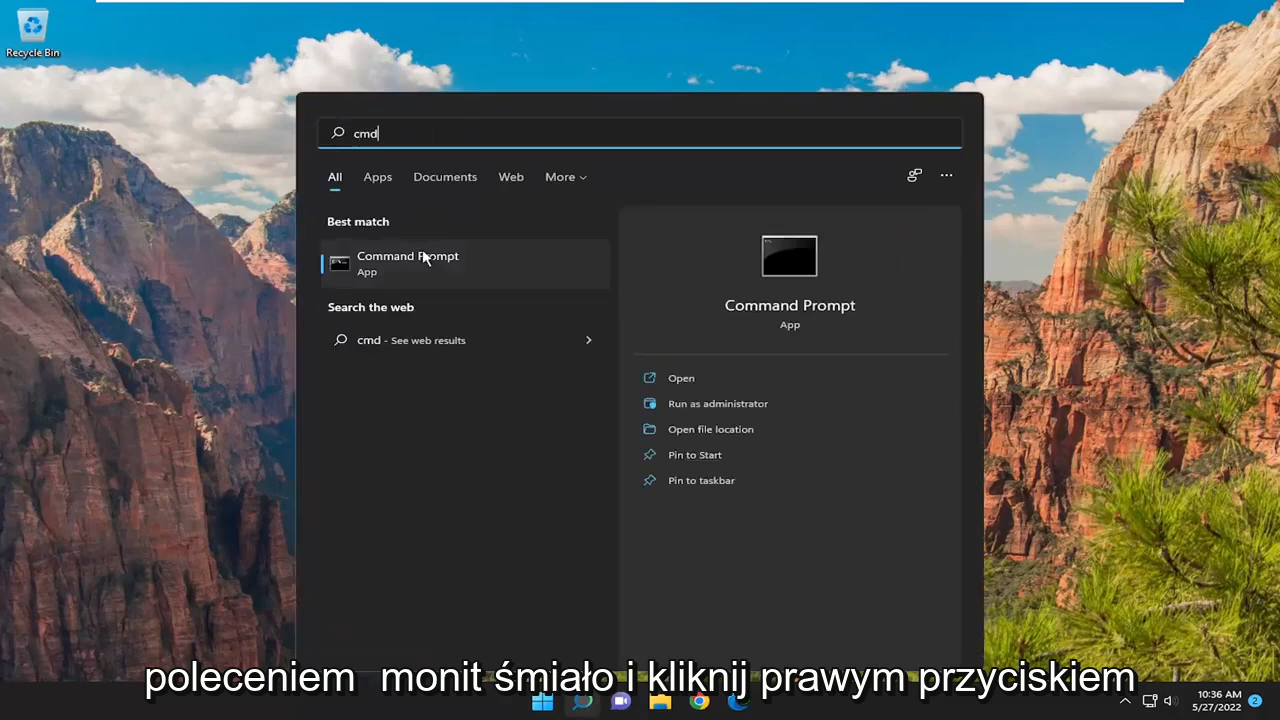 Recycle Bin
cmd
All Apps Documents Web More
Best match
Command Prompt
App
Search the web
cmd - See web results
Command Prompt
App
Open
Run as administrator
Open file location
Pin to Start
Pin to taskbar
poleceniem monit śmiało i kliknij prawym przyciskiem
10:36 AM
5/27/2022
2